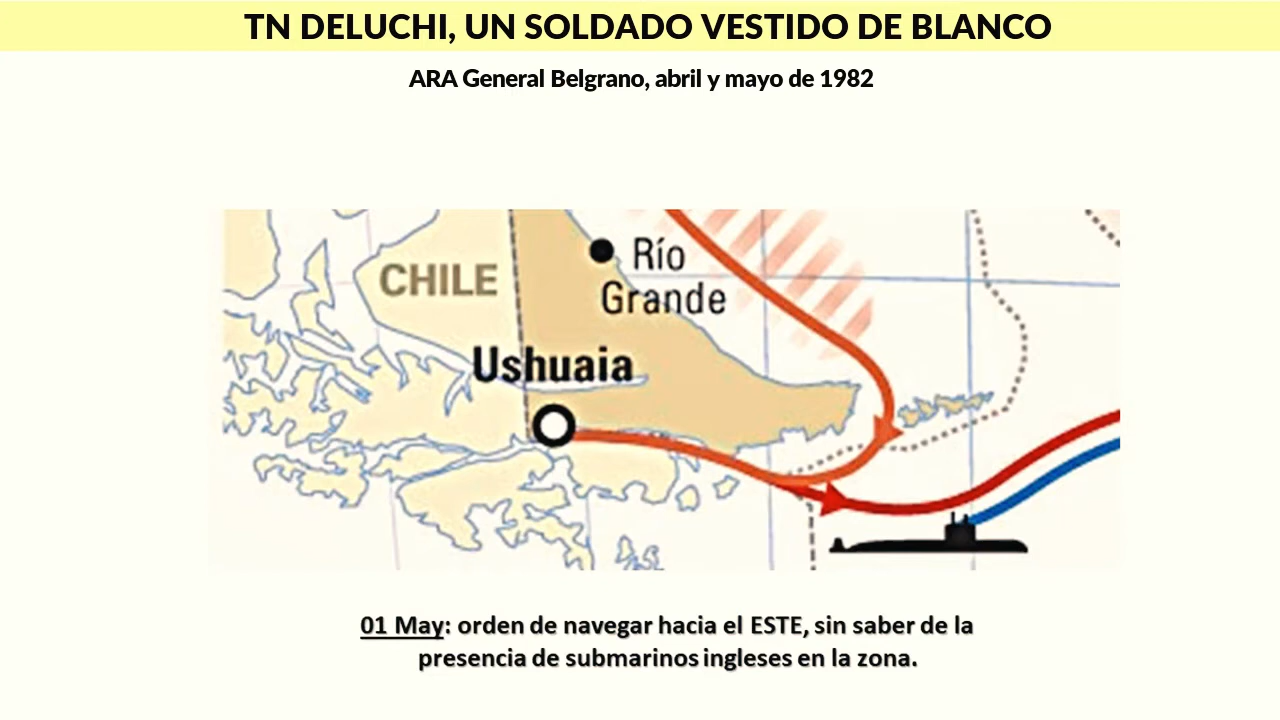 TN DELUCHI, UN SOLDADO VESTIDO DE BLANCO
ARA General Belgrano, abril y mayo de 1982
CHILE
Río
Grande
Ushuaia
01 May: orden de navegar hacia el ESTE, sin saber de la
presencia de submarinos ingleses en la zona.